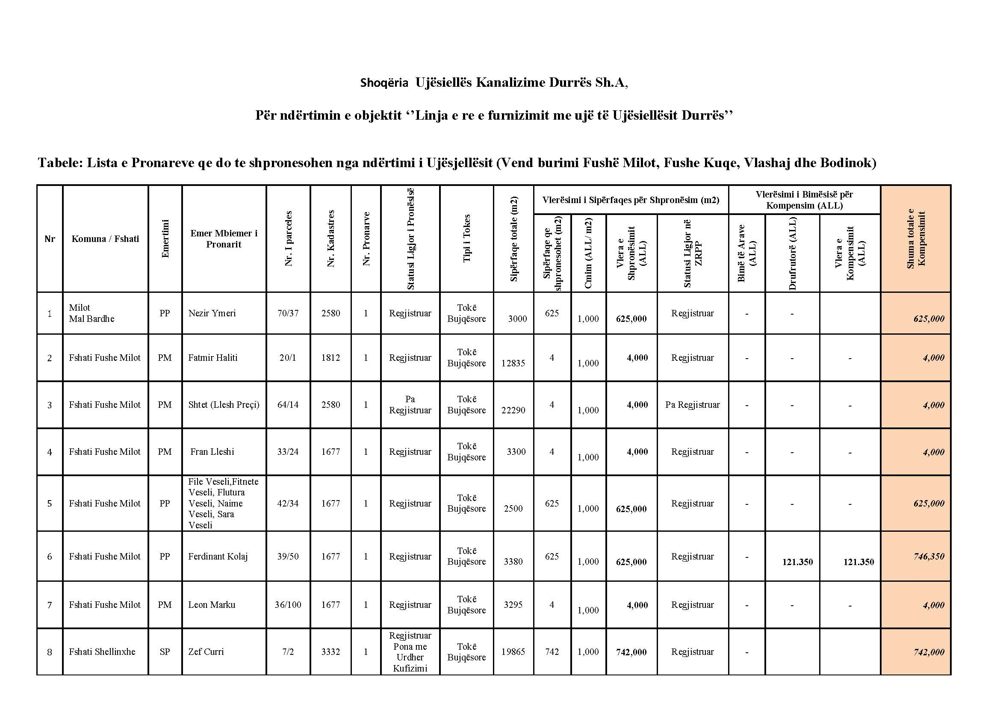 Shoqëria Ujësiellës Kanalizime Durrës Sh.A,
Për ndërtimin e objektit ‘’Linja e re e furnizimit me ujë të Ujësiellësit Durrës’’
Tabele: Lista e Pronareve qe do te shpronesohen nga ndërtimi i Ujësjellësit (Vend burimi Fushë Milot, Fushe Kuqe, Vlashaj dhe Bodinok)
Nr
Komuna / Fshati
Emertimi
Emer Mbiemer i
Pronarit
Nr. I parceles
Nr. Kadastres
Nr. Pronarve
Statusi Ligjor i Pronësisë
Tipi i Tokes
Sipërfaqe totale (m2)
Vlerësimi i Sipërfaqes për Shpronësim (m2)
Sipërfaqe qe
shpronesohet (m2)
Cmim (ALL/ m2)
Vlera e
Shpronësimit
(ALL)
Statusi Ligjor në
ZRPP
Vlerësimi i Bimësisë për
Kompensim (ALL)
Bimë të Arave
(ALL)
Drufrutorë (ALL)
Vlera e
Kompensimit
(ALL)
Shuma totale e
Kompensimit
1
Milot
Mal Bardhe
PP
Nezir Ymeri
70/37
2580
1
Regjistruar
Tokë
Bujqësore
3000
625
1,000
625,000
Regjistruar
-
-
625,000
2
Fshati Fushe Milot
PM
Fatmir Haliti
20/1
1812
1
Regjistruar
Tokë
Bujqësore
12835
4
1,000
4,000
Regjistruar
-
-
-
4,000
3
Fshati Fushe Milot
PM
Shtet (Llesh Preçi)
64/14
2580
1
Pa
Regjistruar
Tokë
Bujqësore
22290
4
1,000
4,000
Pa Regjistruar
-
-
-
4,000
4
Fshati Fushe Milot
PM
Fran Lleshi
33/24
1677
1
Regjistruar
Tokë
Bujqësore
3300
4
1,000
4,000
Regjistruar
-
-
-
4,000
5
Fshati Fushe Milot
PP
File Veseli,Fitnete
Veseli, Flutura
Veseli, Naime
Veseli, Sara
Veseli
42/34
1677
1
Regjistruar
Tokë
Bujqësore
2500
625
1,000
625,000
Regjistruar
-
-
-
625,000
6
Fshati Fushe Milot
PP
Ferdinant Kolaj
39/50
1677
1
Regjistruar
Tokë
Bujqësore
3380
625
1,000
625,000
Regjistruar
-
121.350
121.350
746,350
7
Fshati Fushe Milot
PM
Leon Marku
36/100
1677
1
Regjistruar
Tokë
Bujqësore
3295
4
1,000
4,000
Regjistruar
-
-
-
4,000
8
Fshati Shellinxhe
SP
Zef Curri
7/2
3332
1
Regjistruar
Pona me
Urdher
Kufizimi
Tokë
Bujqësore
19865
742
1,000
742,000
Regjistruar
-
742,000